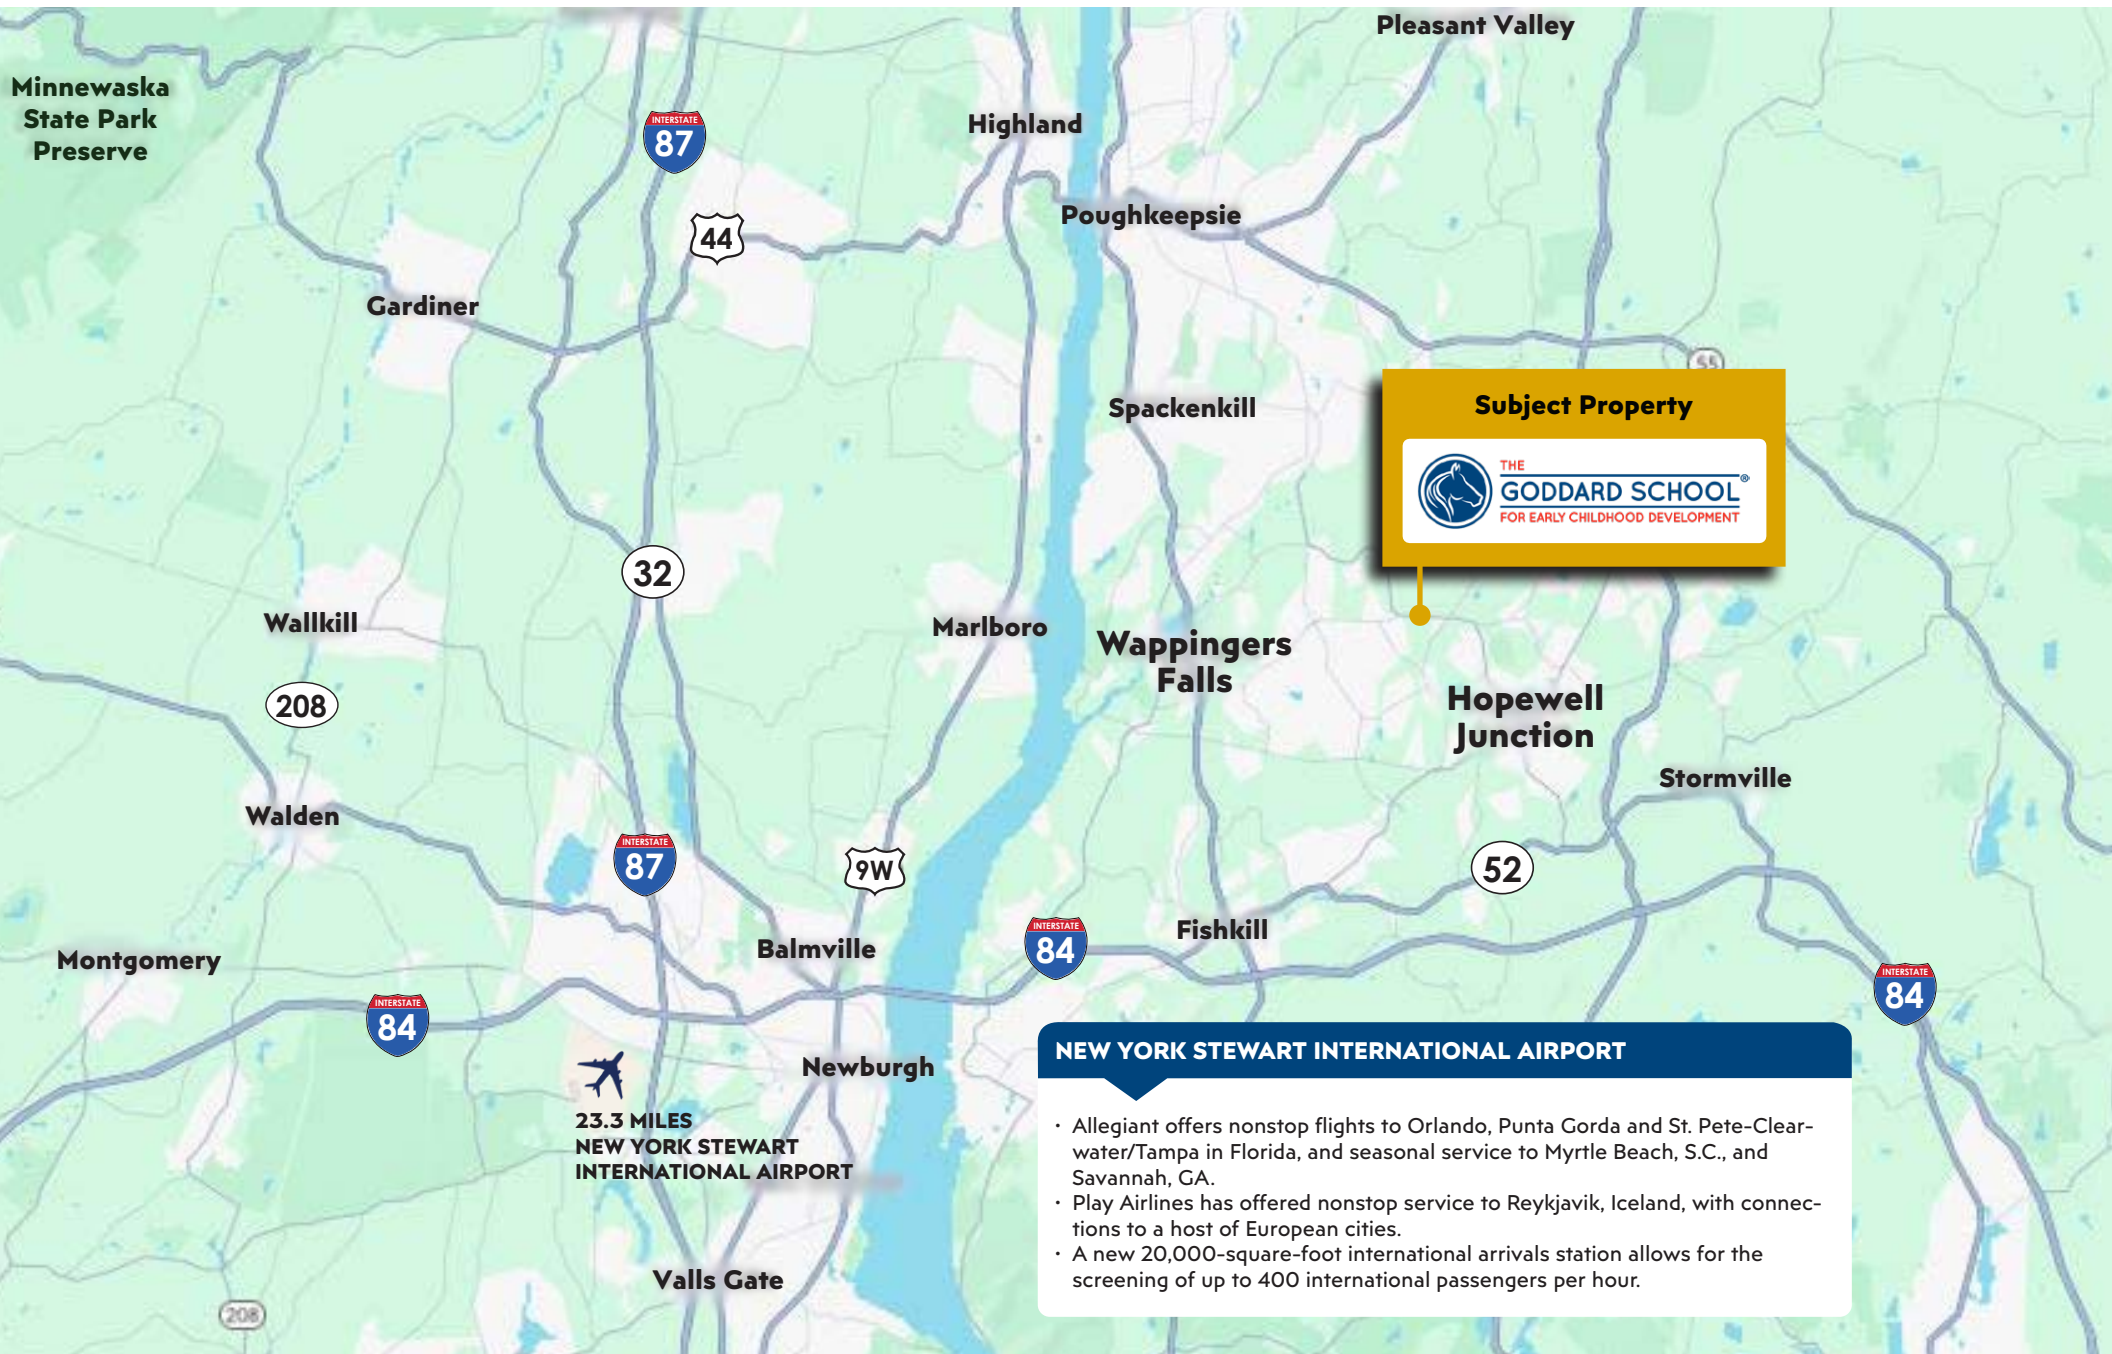 Pleasant Valley
Minnewaska
State Park
Preserve
INTERSTATE
87
Highland
44
Poughkeepsie
Gardiner
55
Spackenkill
Subject Property
THE
GODDARD SCHOOL®
FOR EARLY CHILDHOOD DEVELOPMENT
32
Wallkill
Marlboro
Wappingers
Falls
208
Hopewell
Junction
Stormville
Walden
INTERSTATE
87
9W
52
Fishkill
INTERSTATE
84
Balmville
Montgomery
INTERSTATE
84
INTERSTATE
84
Newburgh
23.3 MILES
NEW YORK STEWART
INTERNATIONAL AIRPORT
Valls Gate
208
NEW YORK STEWART INTERNATIONAL AIRPORT
• Allegiant offers nonstop flights to Orlando, Punta Gorda and St. Pete-Clear-
water/Tampa in Florida, and seasonal service to Myrtle Beach, S.C., and
Savannah, GA.
• Play Airlines has offered nonstop service to Reykjavik, Iceland, with connec-
tions to a host of European cities.
• A new 20,000-square-foot international arrivals station allows for the
screening of up to 400 international passengers per hour.